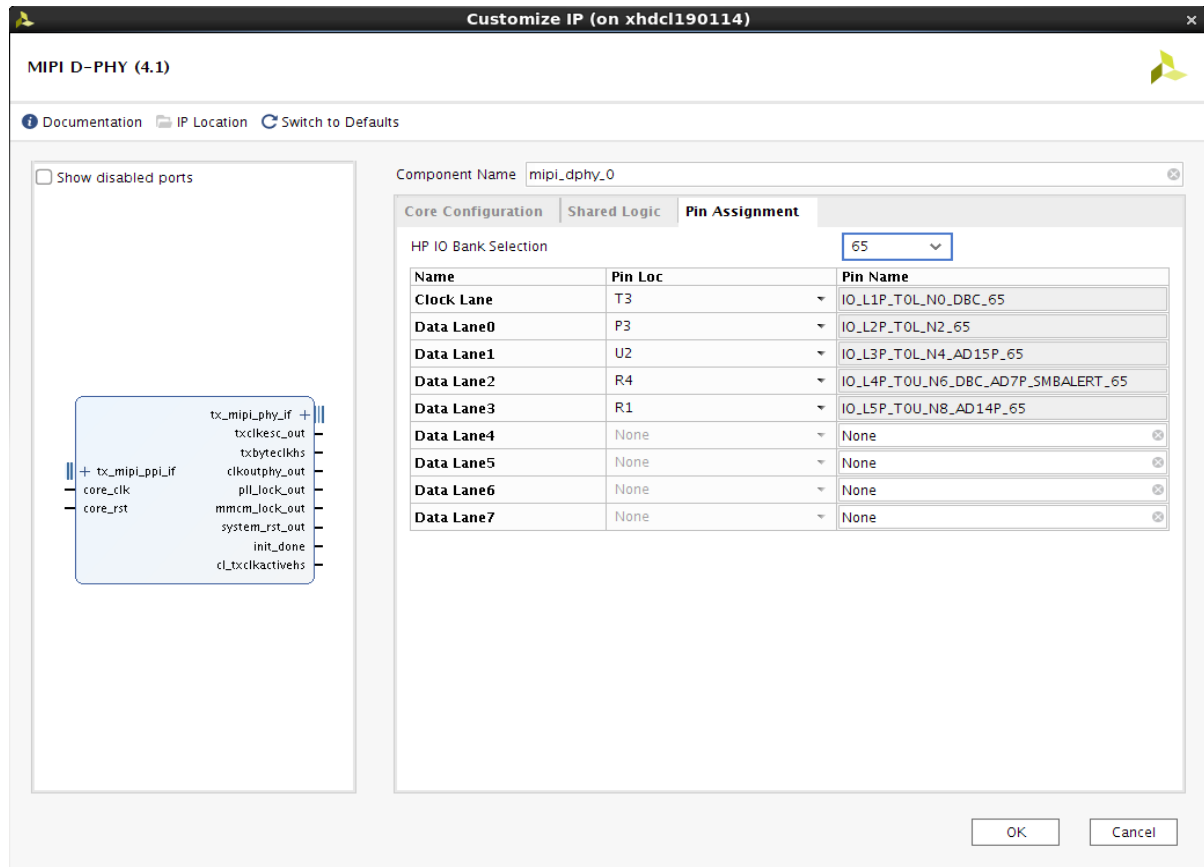 Customize IP (on xhdcl190114)
MIPI D-PHY (4.1)
Documentation IP Location Switch to Defaults
Show disabled ports
tx_mipi_phy_if
txclkesc_out
txbyteclkhs
tx_mipi_ppi_if clkoutphy_out
core_clk pll_lock_out
core_rst mmcm_lock_out
system_rst_out
init_done
cl_txclkactivehs
Component Name mipi_dphy_0
Core Configuration Shared Logic Pin Assignment
HP IO Bank Selection 65
Name Pin Loc Pin Name
Clock Lane T3 IO_L1P_T0L_N0_DBC_65
Data Lane0 P3 IO_L2P_T0L_N2_65
Data Lane1 U2 IO_L3P_T0L_N4_AD15P_65
Data Lane2 R4 IO_L4P_T0U_N6_DBC_AD7P_SMBALERT_65
Data Lane3 R1 IO_L5P_T0U_N8_AD14P_65
Data Lane4 None None
Data Lane5 None None
Data Lane6 None None
Data Lane7 None None
OK Cancel